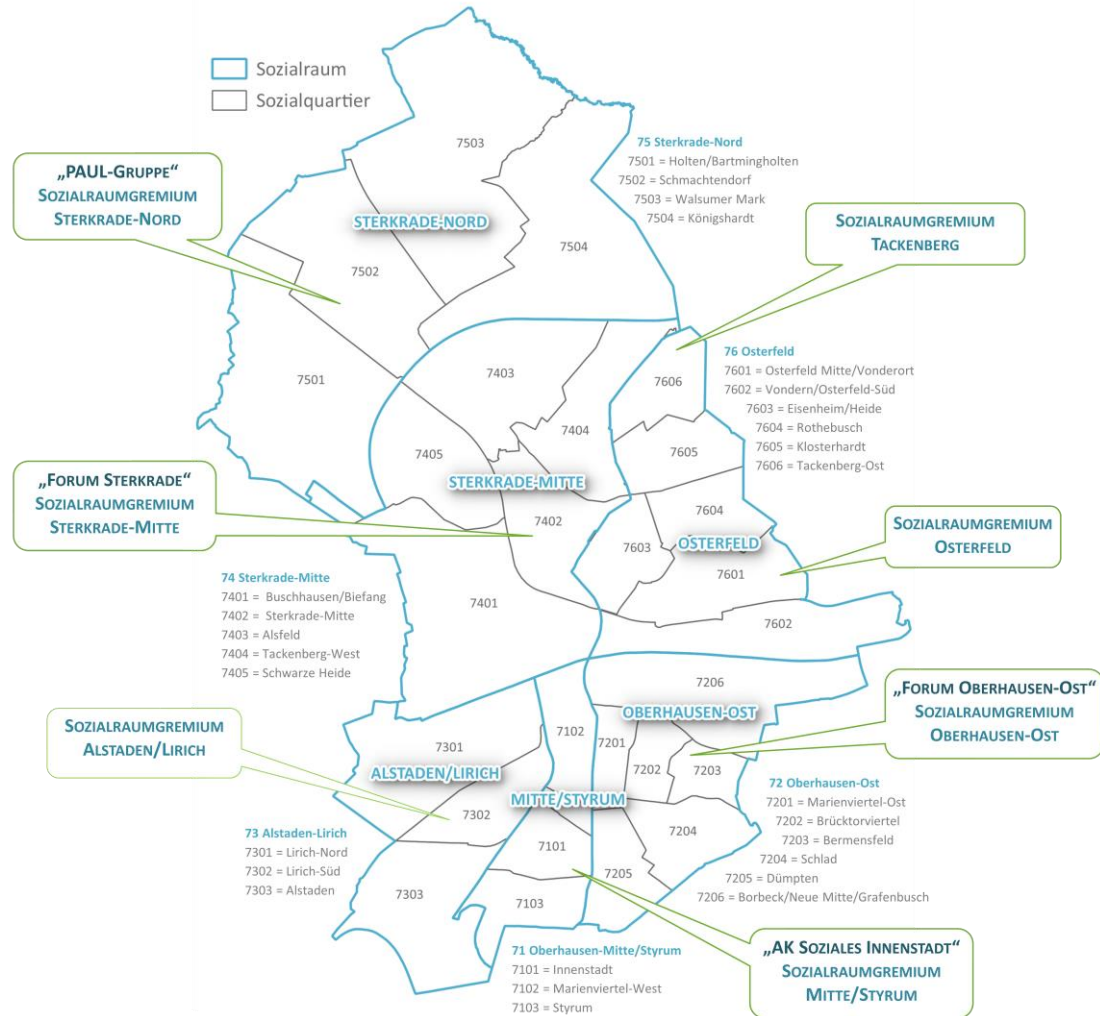 Sozialraum
Sozialquartier
7503
75 Sterkrade-Nord
7501 = Holten/Bartmingholten
7502 = Schmachtendorf
7503 = Walsumer Mark
7504 = Königshardt
„PAUL-GRUPPE“
SOZIALRAUMGREMIUM
STERKRADE-NORD
STERKRADE-NORD
SOZIALRAUMGREMIUM
TACKENBERG
7504
7502
76 Osterfeld
7601 = Osterfeld Mitte/Vonderort
7602 = Vondern/Osterfeld-Süd
7603 = Eisenheim/Heide
7604 = Rothebusch
7605 = Klosterhardt
7606 = Tackenberg-Ost
7403
7501
7606
7404
7405
7605
„FORUM STERKRADE“
SOZIALRAUMGREMIUM
STERKRADE-MITTE
STERKRADE-MITTE
7604
7402
OSTERFELD
7603
SOZIALRAUMGREMIUM
OSTERFELD
7601
74 Sterkrade-Mitte
7401 = Buschhausen/Biefang
7402 = Sterkrade-Mitte
7403 = Alsfeld
7404 = Tackenberg-West
7405 = Schwarze Heide
7401
7602
7206
„FORUM OBERHAUSEN-OST“
SOZIALRAUMGREMIUM
OBERHAUSEN-OST
OBERHAUSEN-OST
SOZIALRAUMGREMIUM
ALSTADEN/LIRICH
7301
7102
7201
ALSTADEN/LIRICH
7202
7203
72 Oberhausen-Ost
7201 = Marienviertel-Ost
7202 = Brücktorviertel
7203 = Bermensfeld
7204 = Schlad
7205 = Dümpten
7206 = Borbeck/Neue Mitte/Grafenbusch
MITTE/STYRUM
7302
7204
73 Alstaden-Lirich
7301 = Lirich-Nord
7302 = Lirich-Süd
7303 = Alstaden
7101
7205
7303
7103
71 Oberhausen-Mitte/Styrum
7101 = Innenstadt
7102 = Marienviertel-West
7103 = Styrum
„AK SOZIALES INNENSTADT“
SOZIALRAUMGREMIUM
MITTE/STYRUM